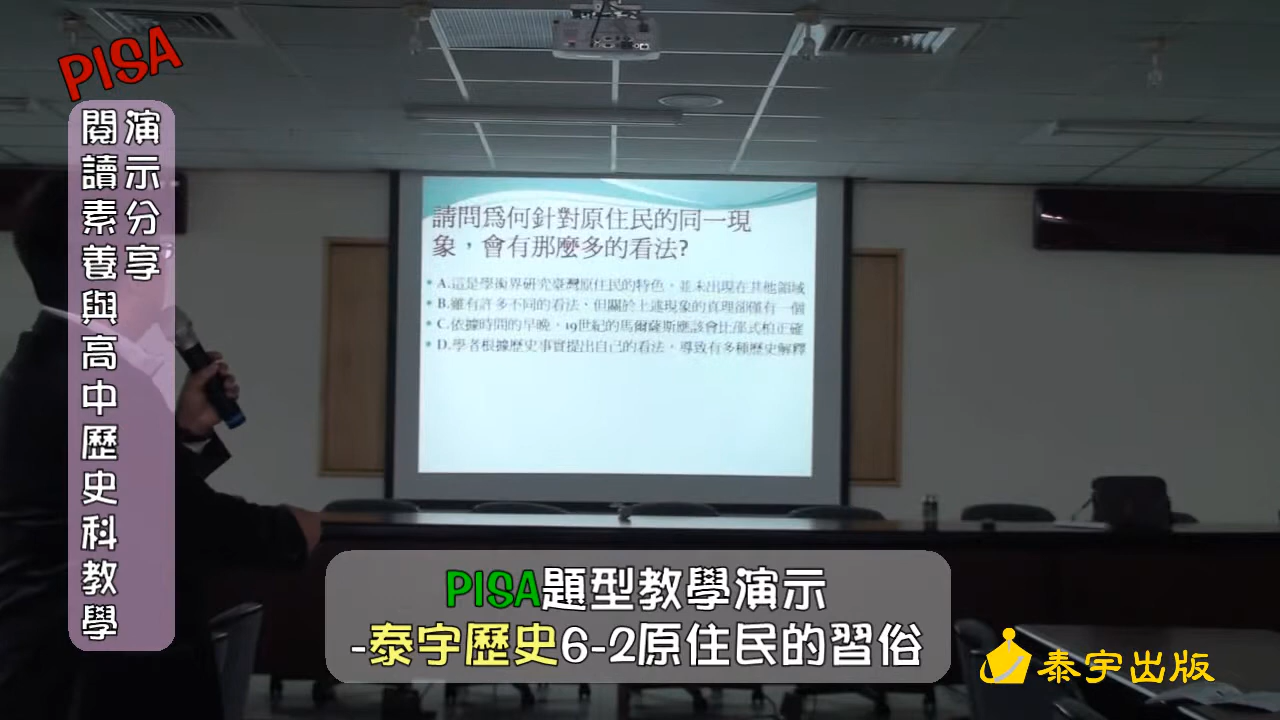 PISA
閱讀素養與高中歷史科教學
演示分享
請問為何針對原住民的同一現
象，會有那麼多的看法?
A.這是學術界研究臺灣原住民的特色，並未出現在其他領域
B.雖有許多不同的看法，但關於上述現象的真理卻僅有一個
C.依據時間的早晚，19世紀的馬爾薩斯應該會比邵式柏正確
D.學者根據歷史事實提出自己的看法，導致有多種歷史解釋
PISA題型教學演示
-泰宇歷史6-2原住民的習俗
泰宇出版